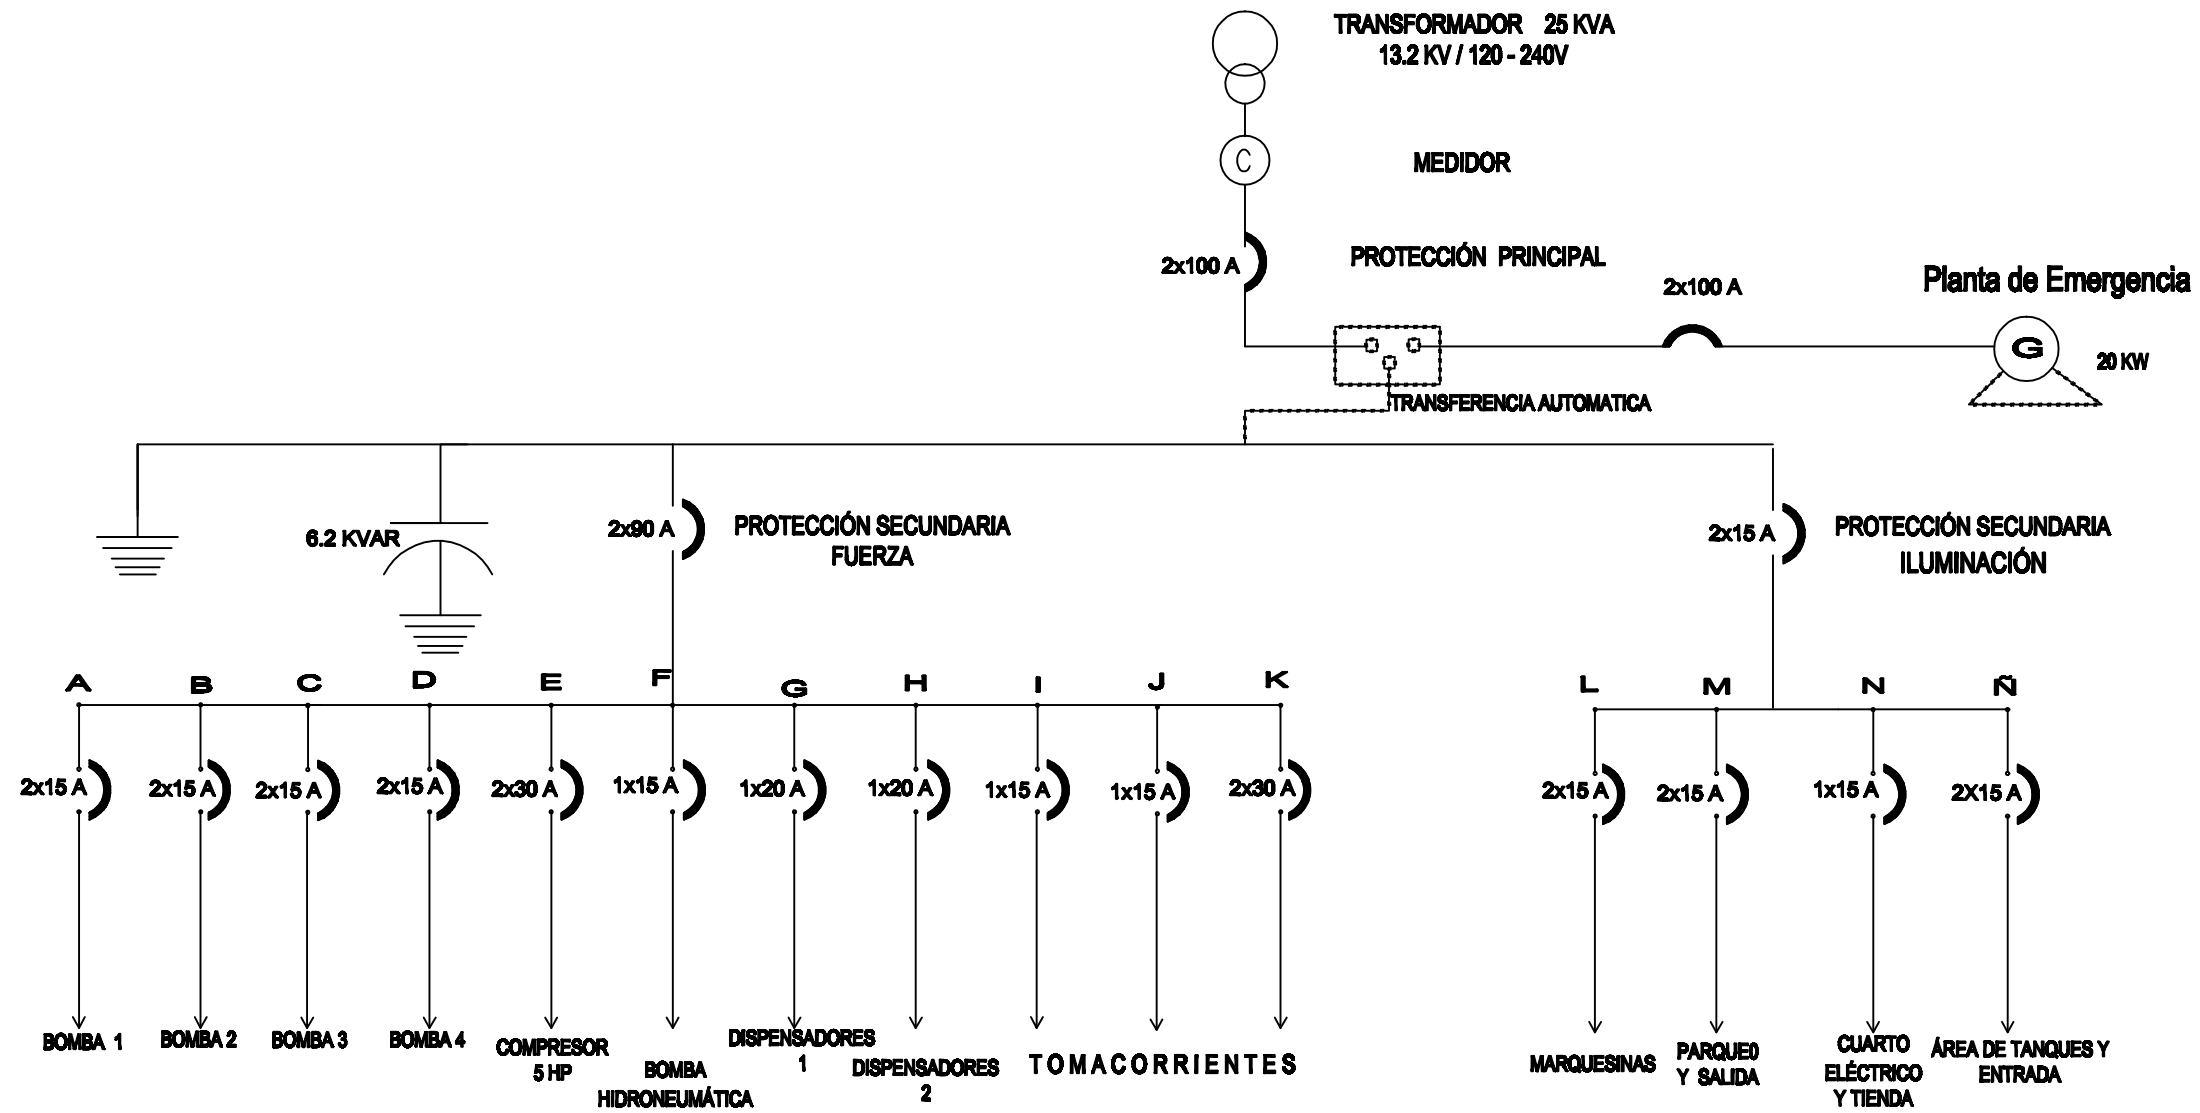 TRANSFORMADOR 25 KVA
13.2 KV / 120 - 240V
C
MEDIDOR
2x100 A
PROTECCIÓN PRINCIPAL
2x100 A
Planta de Emergencia
G
20 KW
TRANSFERENCIA AUTOMATICA
6.2 KVAR
2x90 A
PROTECCIÓN SECUNDARIA
FUERZA
2x15 A
PROTECCIÓN SECUNDARIA
ILUMINACIÓN
A B C D E F G H I J K L M N Ñ
2x15 A 2x15 A 2x15 A 2x15 A 2x30 A 1x15 A 1x20 A 1x20 A 1x15 A 1x15 A 2x30 A 2x15 A 2x15 A 1x15 A 2X15 A
BOMBA 1
BOMBA 2
BOMBA 3
BOMBA 4
COMPRESOR
5 HP
BOMBA
HIDRONEUMÁTICA
DISPENSADORES
1
DISPENSADORES
2
TOMACORRIENTES
MARQUESINAS
PARQUE0
Y SALIDA
CUARTO
ELÉCTRICO
Y TIENDA
ÁREA DE TANQUES Y
ENTRADA